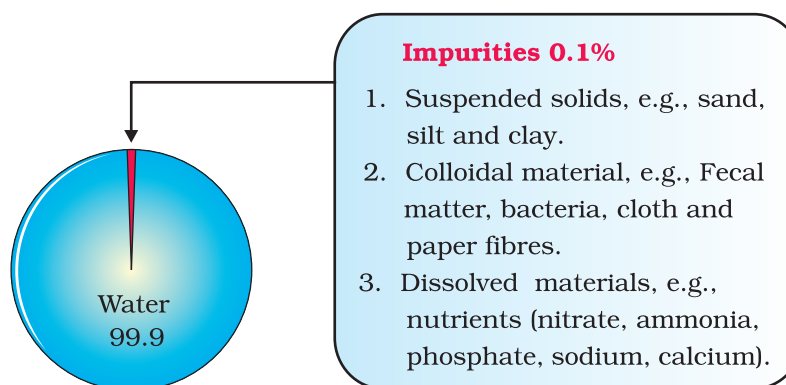 Impurities 0.1%
1. Suspended solids, e.g., sand,
silt and clay.
2. Colloidal material, e.g., Fecal
matter, bacteria, cloth and
paper fibres.
3. Dissolved materials, e.g.,
nutrients (nitrate, ammonia,
phosphate, sodium, calcium).
Water
99.9